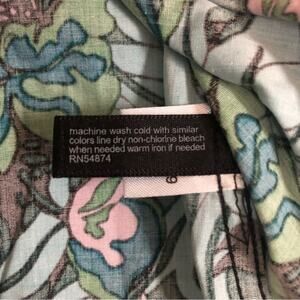 machine wash cold with similar
colors line dry non-chlorine bleach
when needed warm iron if needed
RN54874